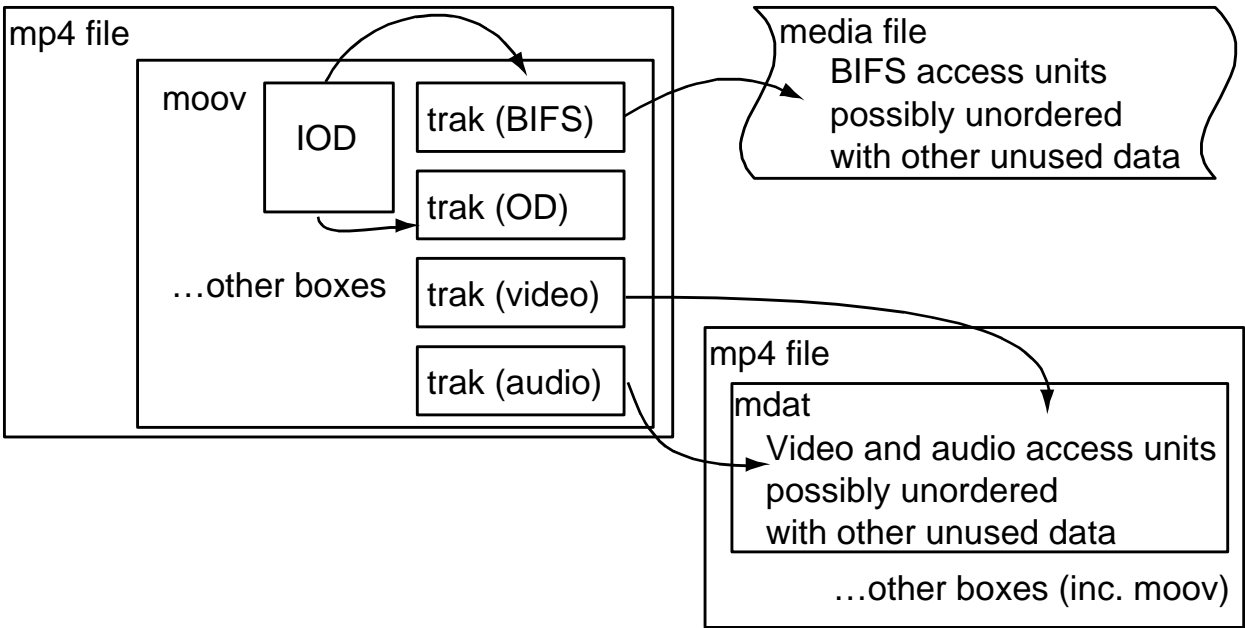 mp4 file
moov
IOD
trak (BIFS)
trak (OD)
…other boxes
trak (video)
trak (audio)
media file
BIFS access units
possibly unordered
with other unused data
mp4 file
mdat
Video and audio access units
possibly unordered
with other unused data
…other boxes (inc. moov)